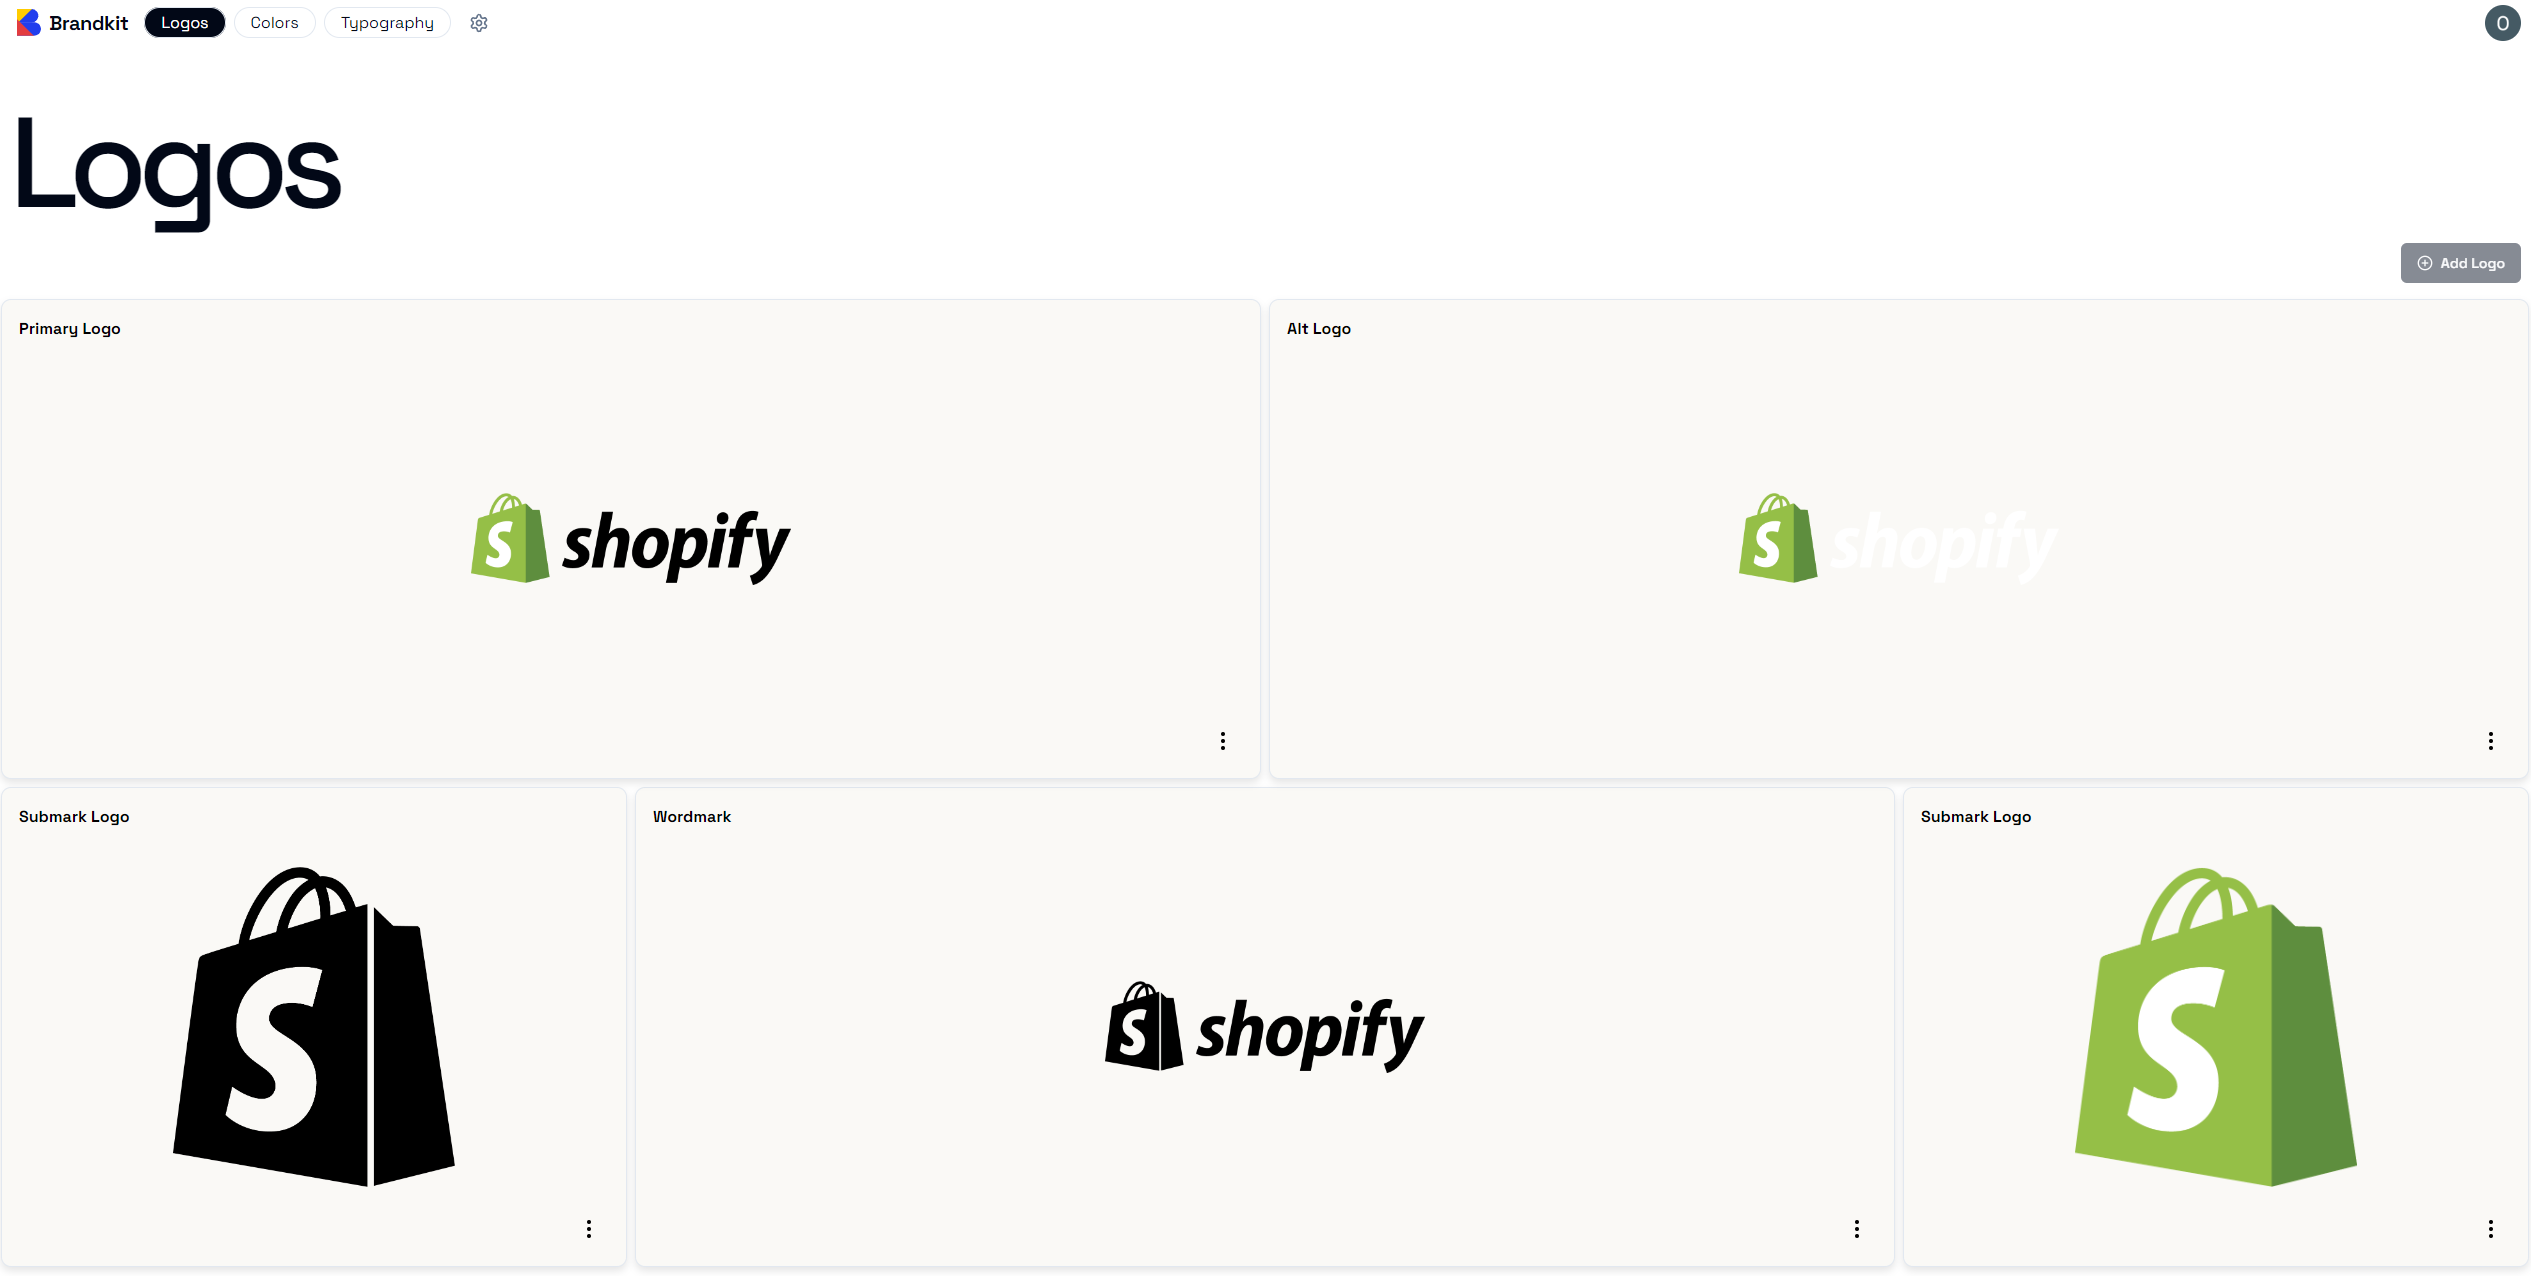 Brandkit Logos Colors Typography O
Logos
Add Logo
Primary Logo
shopify
Alt Logo
shopify
Submark Logo
S
Wordmark
shopify
Submark Logo
S